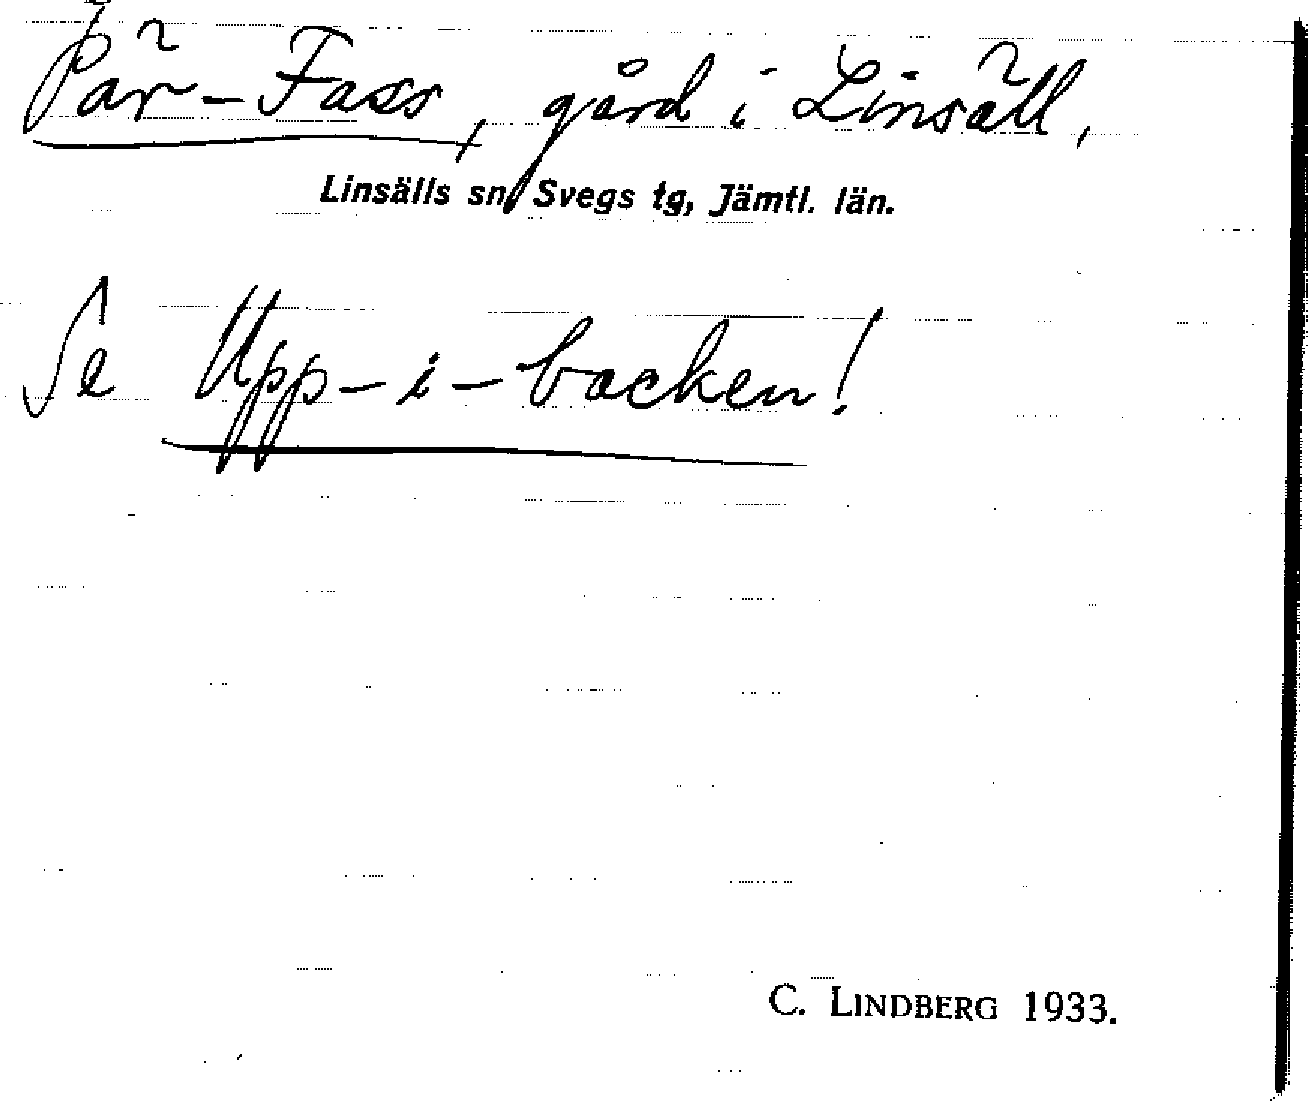 Pär-Fass, gård i Linsäll,
Linsälls sn, Svegs tg, Jämtl. län.
Se Upp-i-backen!
C. LINDBERG 1933.